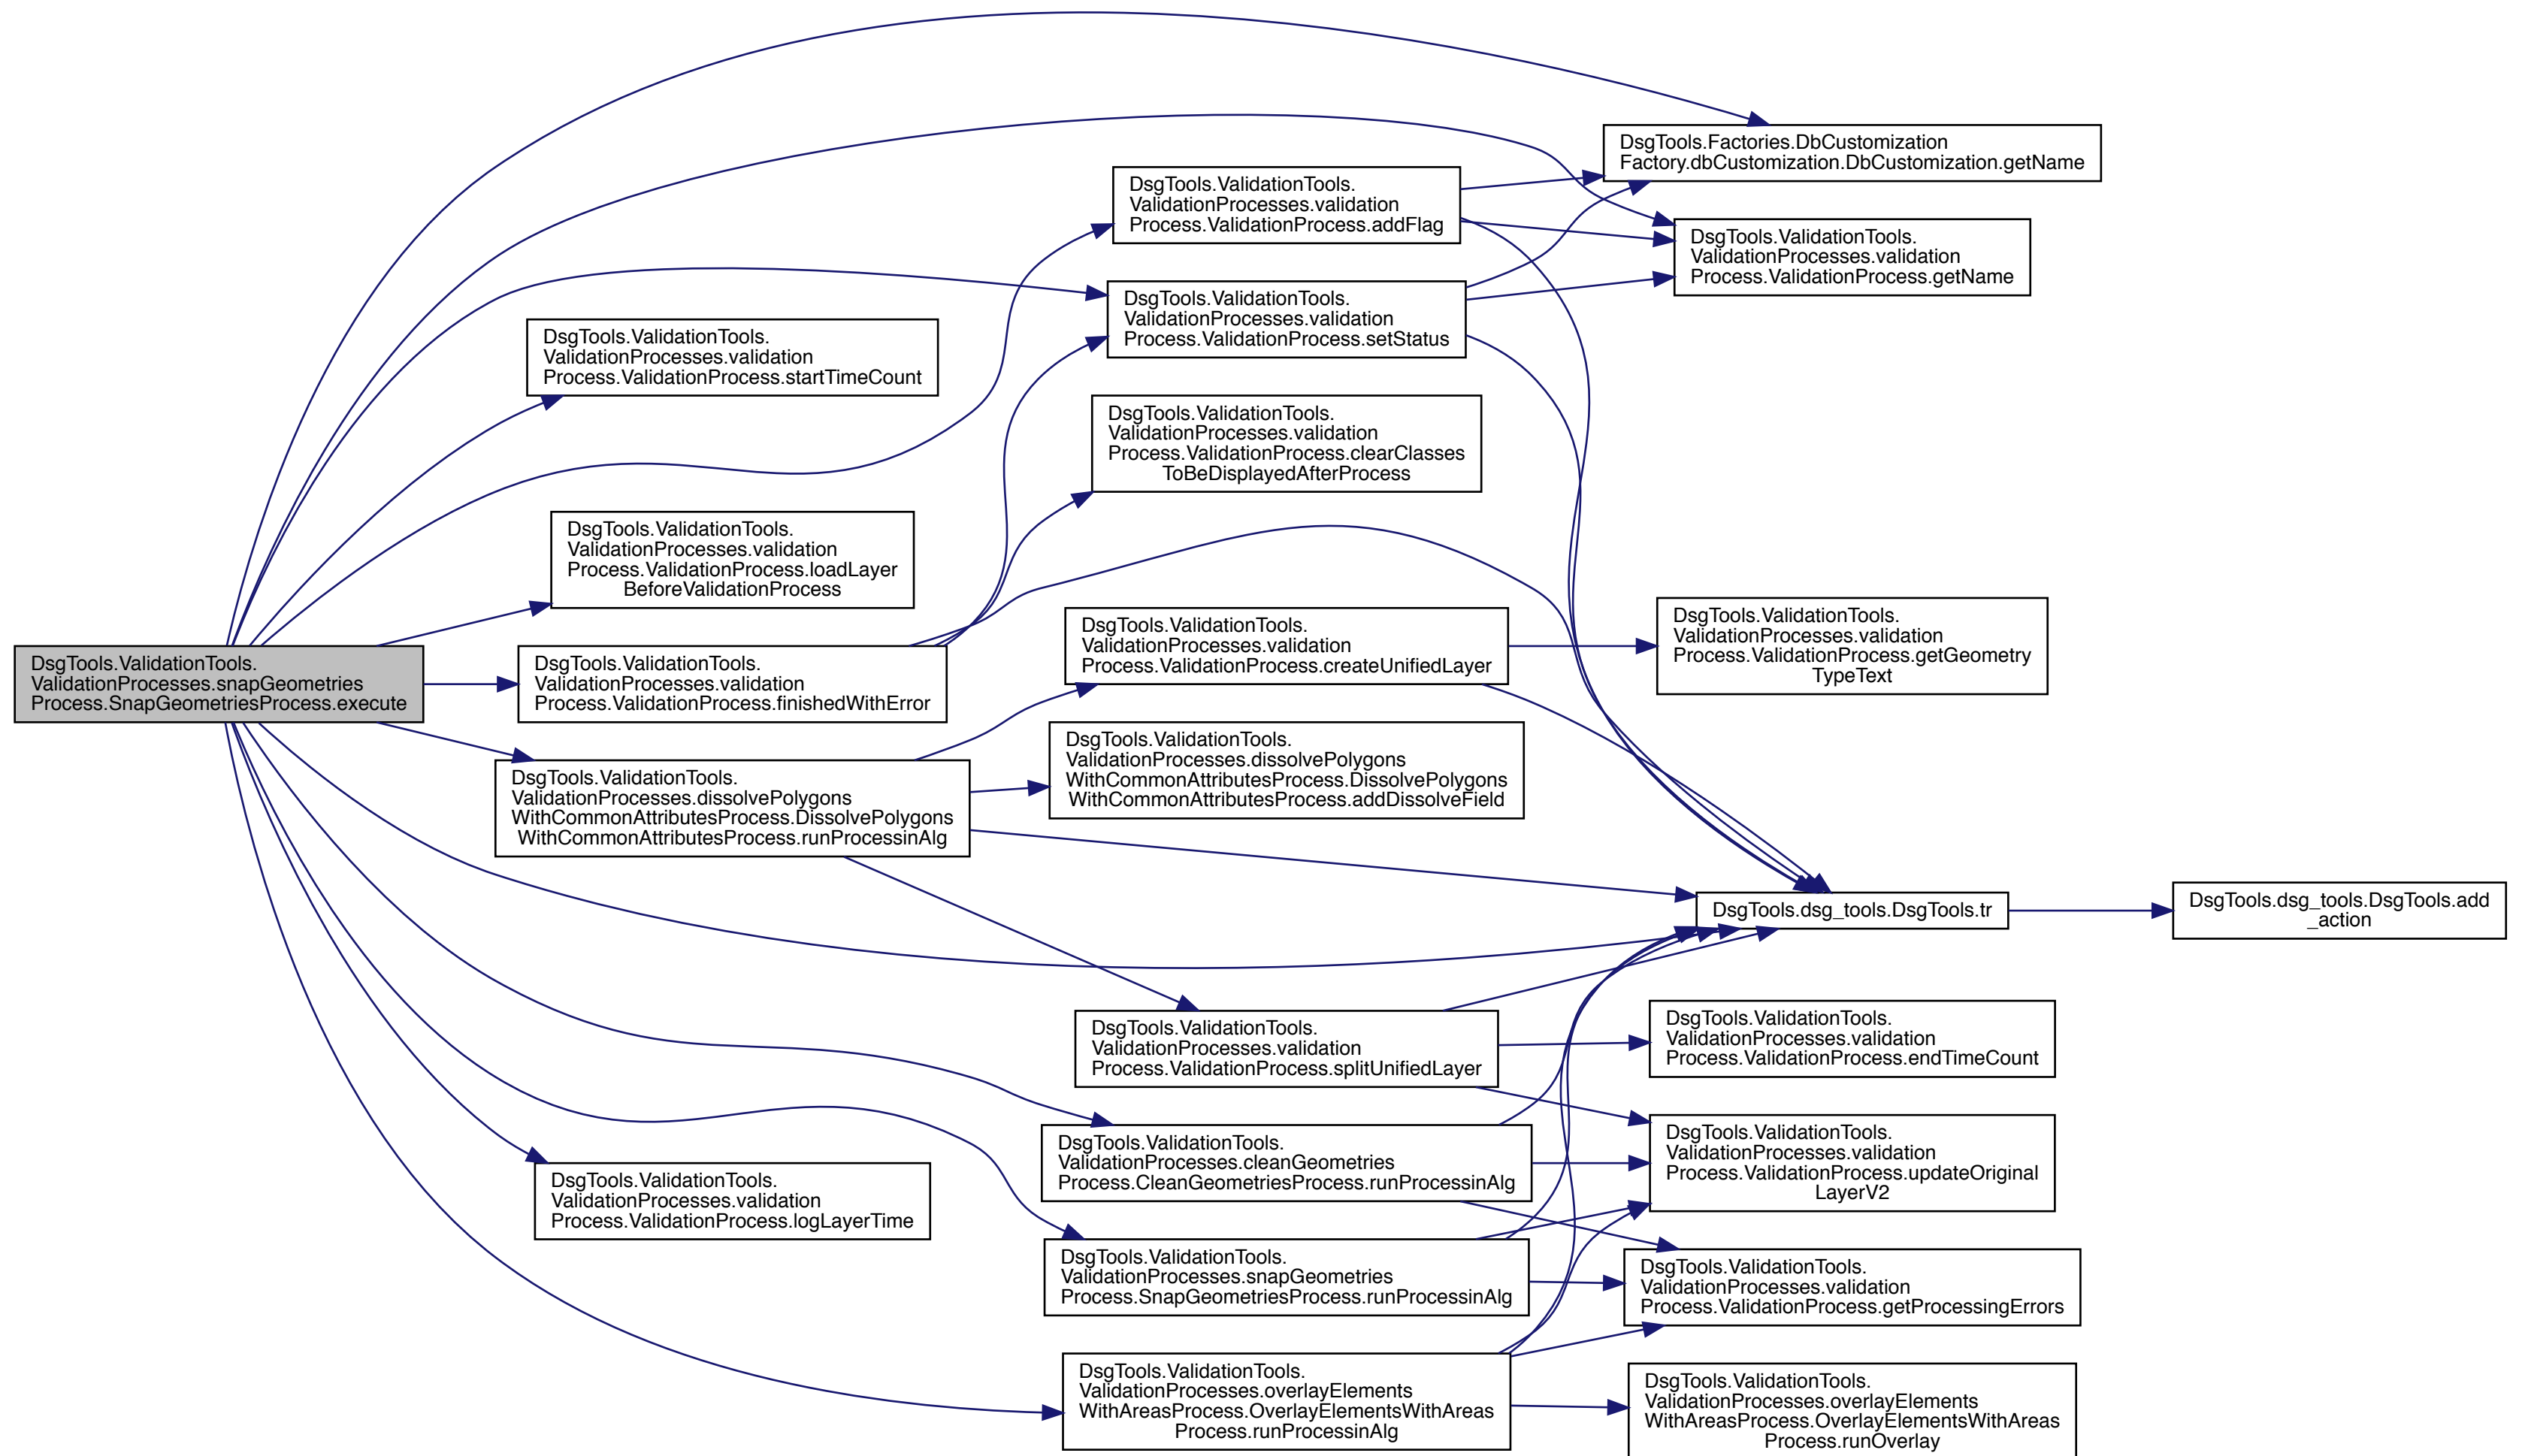 DsgTools.Factories.DbCustomization
Factory.dbCustomization.DbCustomization.getName
DsgTools.ValidationTools.
ValidationProcesses.validation
Process.ValidationProcess.addFlag
DsgTools.ValidationTools.
ValidationProcesses.validation
Process.ValidationProcess.getName
DsgTools.ValidationTools.
ValidationProcesses.validation
Process.ValidationProcess.setStatus
DsgTools.ValidationTools.
ValidationProcesses.validation
Process.ValidationProcess.startTimeCount
DsgTools.ValidationTools.
ValidationProcesses.validation
Process.ValidationProcess.clearClasses
ToBeDisplayedAfterProcess
DsgTools.ValidationTools.
ValidationProcesses.validation
Process.ValidationProcess.loadLayer
BeforeValidationProcess
DsgTools.ValidationTools.
ValidationProcesses.validation
Process.ValidationProcess.createUnifiedLayer
DsgTools.ValidationTools.
ValidationProcesses.validation
Process.ValidationProcess.getGeometry
TypeText
DsgTools.ValidationTools.
ValidationProcesses.snapGeometries
Process.SnapGeometriesProcess.execute
DsgTools.ValidationTools.
ValidationProcesses.validation
Process.ValidationProcess.finishedWithError
DsgTools.ValidationTools.
ValidationProcesses.dissolvePolygons
WithCommonAttributesProcess.DissolvePolygons
WithCommonAttributesProcess.addDissolveField
DsgTools.ValidationTools.
ValidationProcesses.dissolvePolygons
WithCommonAttributesProcess.DissolvePolygons
WithCommonAttributesProcess.runProcessinAlg
DsgTools.dsg_tools.DsgTools.tr
DsgTools.dsg_tools.DsgTools.add
_action
DsgTools.ValidationTools.
ValidationProcesses.validation
Process.ValidationProcess.splitUnifiedLayer
DsgTools.ValidationTools.
ValidationProcesses.validation
Process.ValidationProcess.endTimeCount
DsgTools.ValidationTools.
ValidationProcesses.cleanGeometries
Process.CleanGeometriesProcess.runProcessinAlg
DsgTools.ValidationTools.
ValidationProcesses.validation
Process.ValidationProcess.updateOriginal
LayerV2
DsgTools.ValidationTools.
ValidationProcesses.validation
Process.ValidationProcess.logLayerTime
DsgTools.ValidationTools.
ValidationProcesses.snapGeometries
Process.SnapGeometriesProcess.runProcessinAlg
DsgTools.ValidationTools.
ValidationProcesses.validation
Process.ValidationProcess.getProcessingErrors
DsgTools.ValidationTools.
ValidationProcesses.overlayElements
WithAreasProcess.OverlayElementsWithAreas
Process.runProcessinAlg
DsgTools.ValidationTools.
ValidationProcesses.overlayElements
WithAreasProcess.OverlayElementsWithAreas
Process.runOverlay